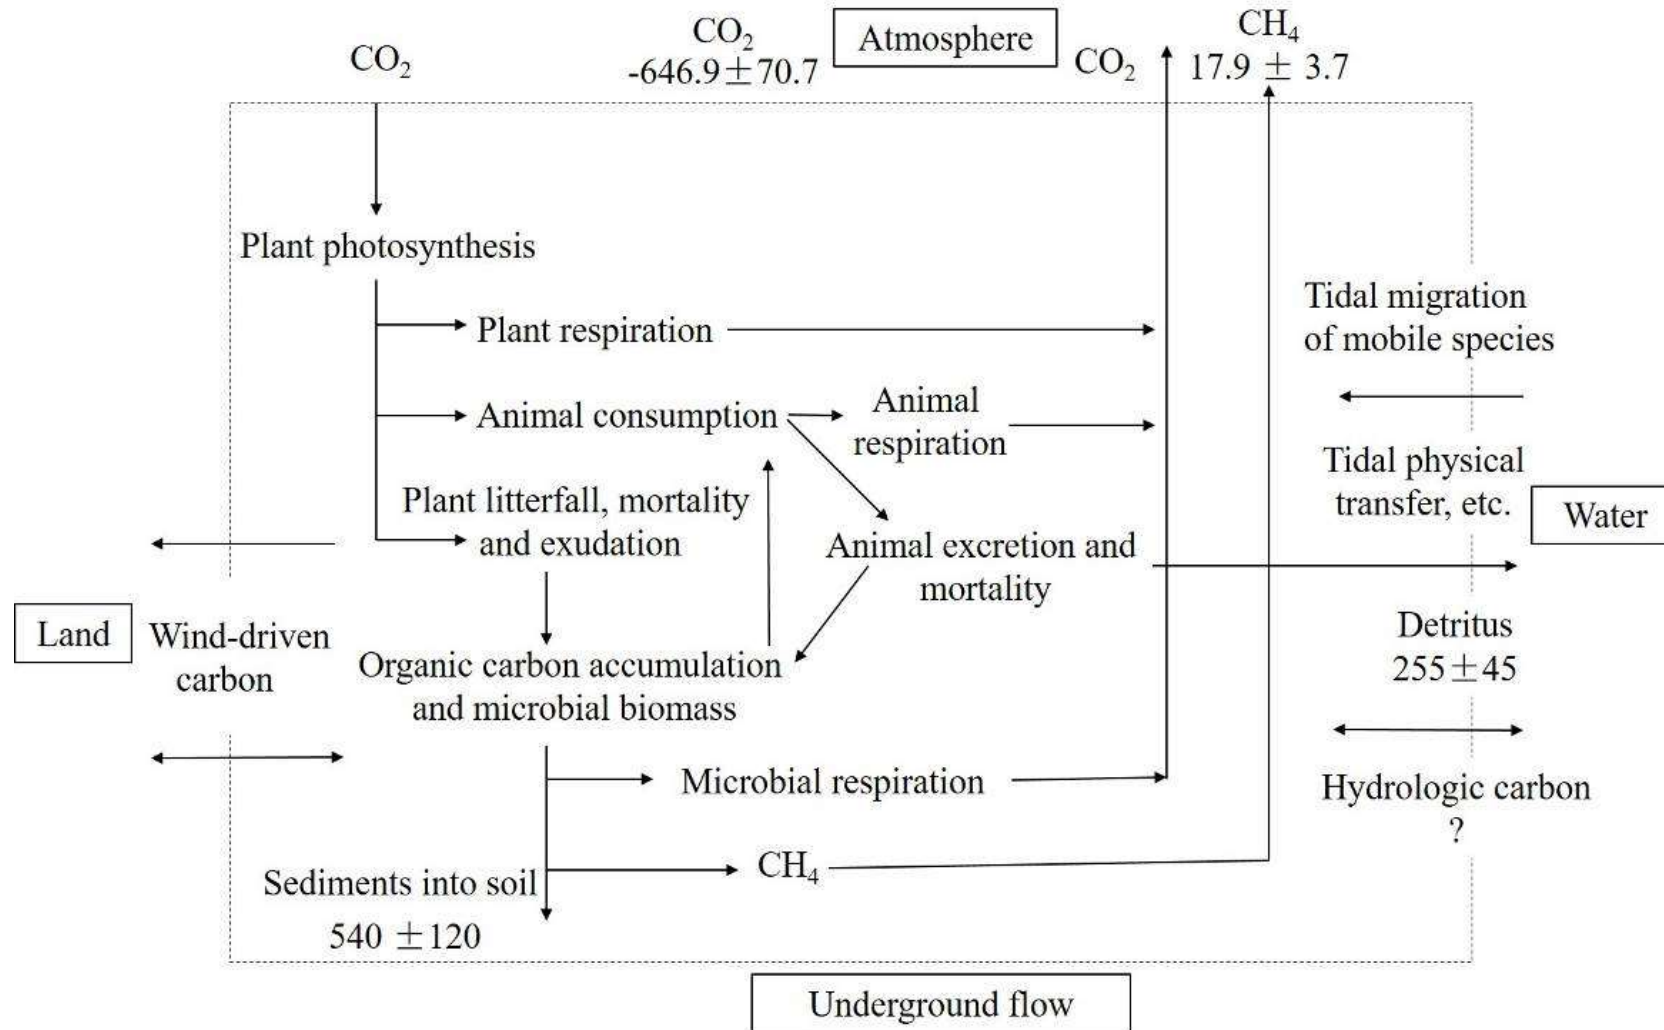 CO₂
CO₂
-646.9±70.7
Atmosphere
CO₂
CH₄
17.9 ± 3.7
Plant photosynthesis
Plant respiration
Animal consumption
Animal
respiration
Plant litterfall, mortality
and exudation
Animal excretion and
mortality
Tidal migration
of mobile species
Tidal physical
transfer, etc.
Water
Land
Wind-driven
carbon
Organic carbon accumulation
and microbial biomass
Detritus
255±45
Microbial respiration
Hydrologic carbon
?
CH₄
Sediments into soil
540 ±120
Underground flow